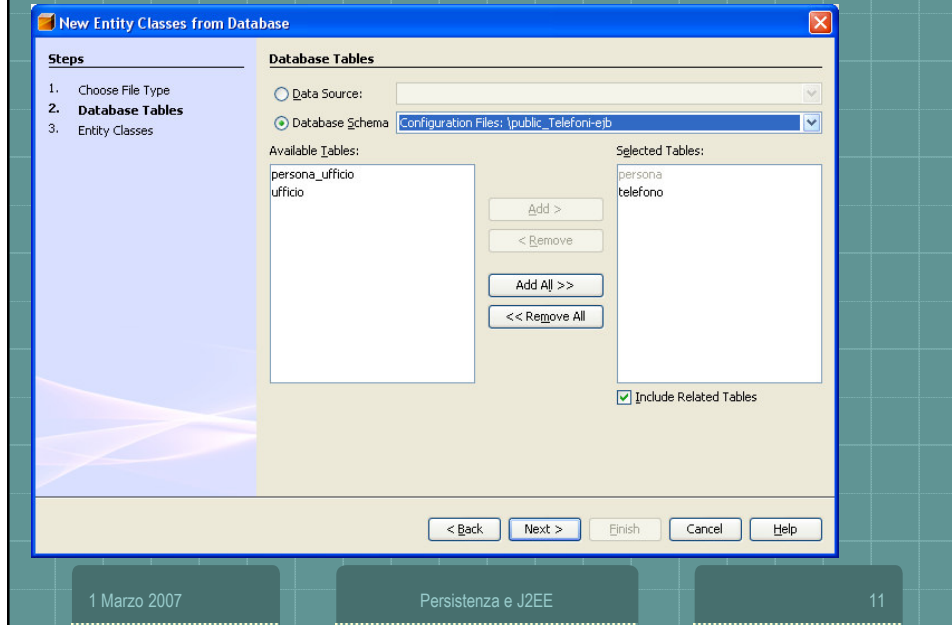 New Entity Classes from Database
Steps
1. Choose File Type
2. Database Tables
3. Entity Classes
Database Tables
Data Source:
Database Schema Configuration Files: \public_Telefoni-ejb
Available Tables:
persona_ufficio
ufficio
Add >
< Remove
Add All >>
<< Remove All
Selected Tables:
persona
telefono
Include Related Tables
< Back Next > Finish Cancel Help
1 Marzo 2007 Persistenza e J2EE 11